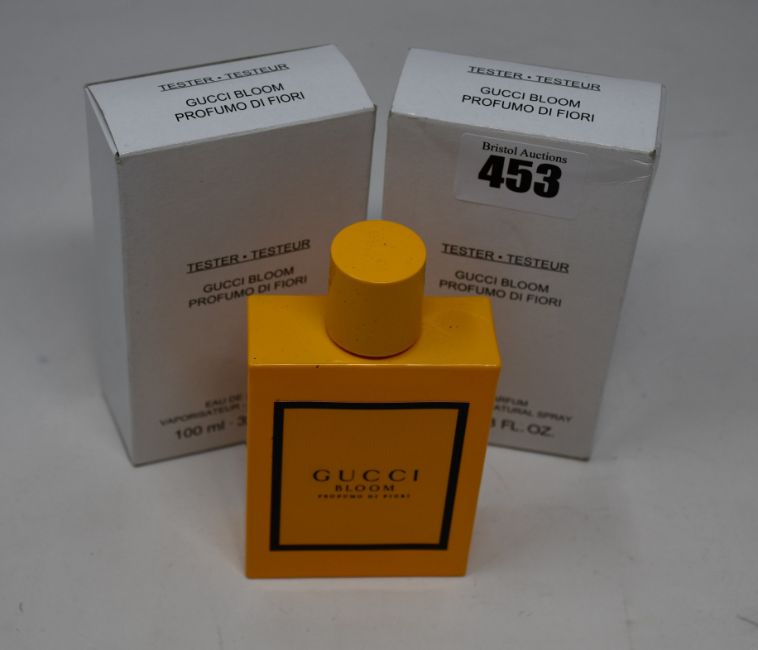 TESTER • TESTEUR
GUCCI BLOOM
PROFUMO DI FIORI
TESTER • TESTEUR
GUCCI BLOOM
PROFUMO DI FIORI
EAU DE
VAPORISATEUR
100 ml
TESTER • TESTEUR
GUCCI BLOOM
PROFUMO DI FIORI
Bristol Auctions
453
TESTER • TESTEUR
GUCCI BLOOM
PROFUMO DI FIORI
SPRAY
FL. OZ.
GUCCI
BLOOM
PROFUMO DI FIORI